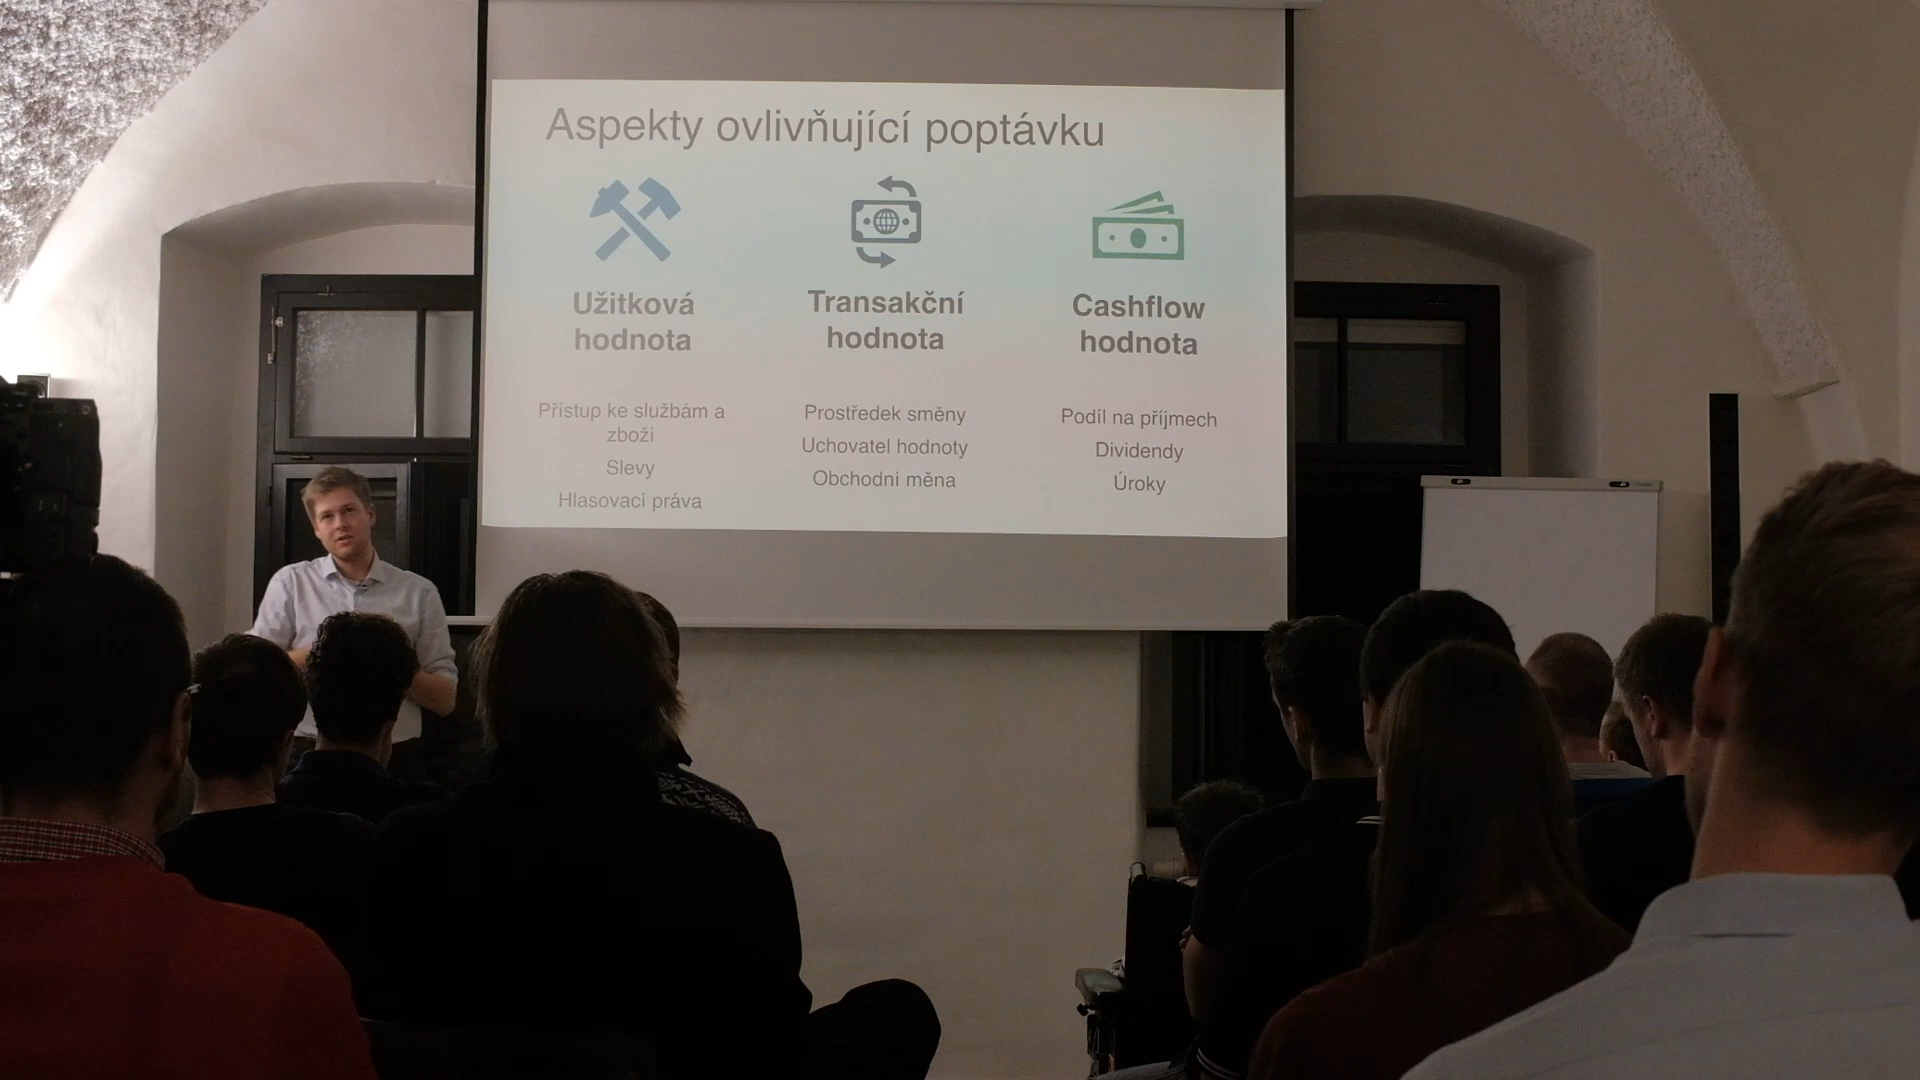 Aspekty ovlivňující poptávku
Užitková
hodnota
Přístup ke službám a
zboží
Slevy
Hlasovací práva
Transakční
hodnota
Prostředek směny
Uchovatel hodnoty
Obchodní měna
Cashflow
hodnota
Podíl na příjmech
Dividendy
Úroky